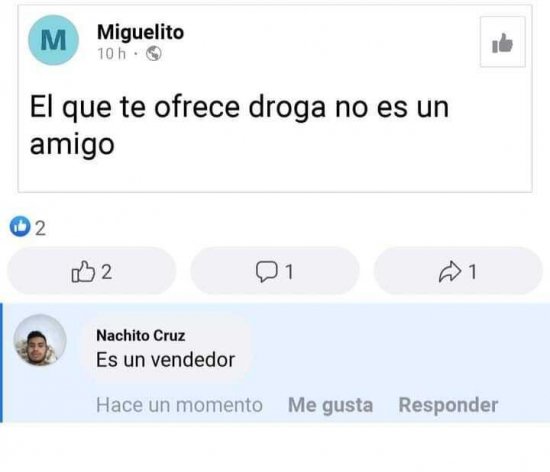 M
Miguelito
10 h ·
El que te ofrece droga no es un
amigo
2
2
1
1
Nachito Cruz
Es un vendedor
Hace un momento Me gusta Responder